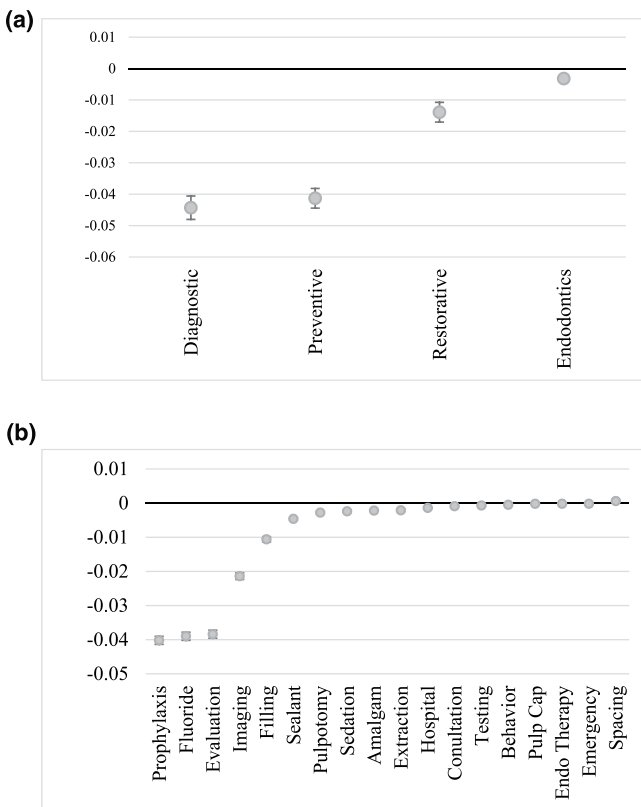 (a)
0.01
0
-0.01
-0.02
-0.03
-0.04
-0.05
-0.06
Diagnostic
Preventive
Restorative
Endodontics
(b)
0.01
0
-0.01
-0.02
-0.03
-0.04
-0.05
Prophylaxis
Fluoride
Evaluation
Imaging
Filling
Sealant
Pulpotomy
Sedation
Amalgam
Extraction
Hospital
Conultation
Testing
Behavior
Pulp Cap
Endo Therapy
Emergency
Spacing